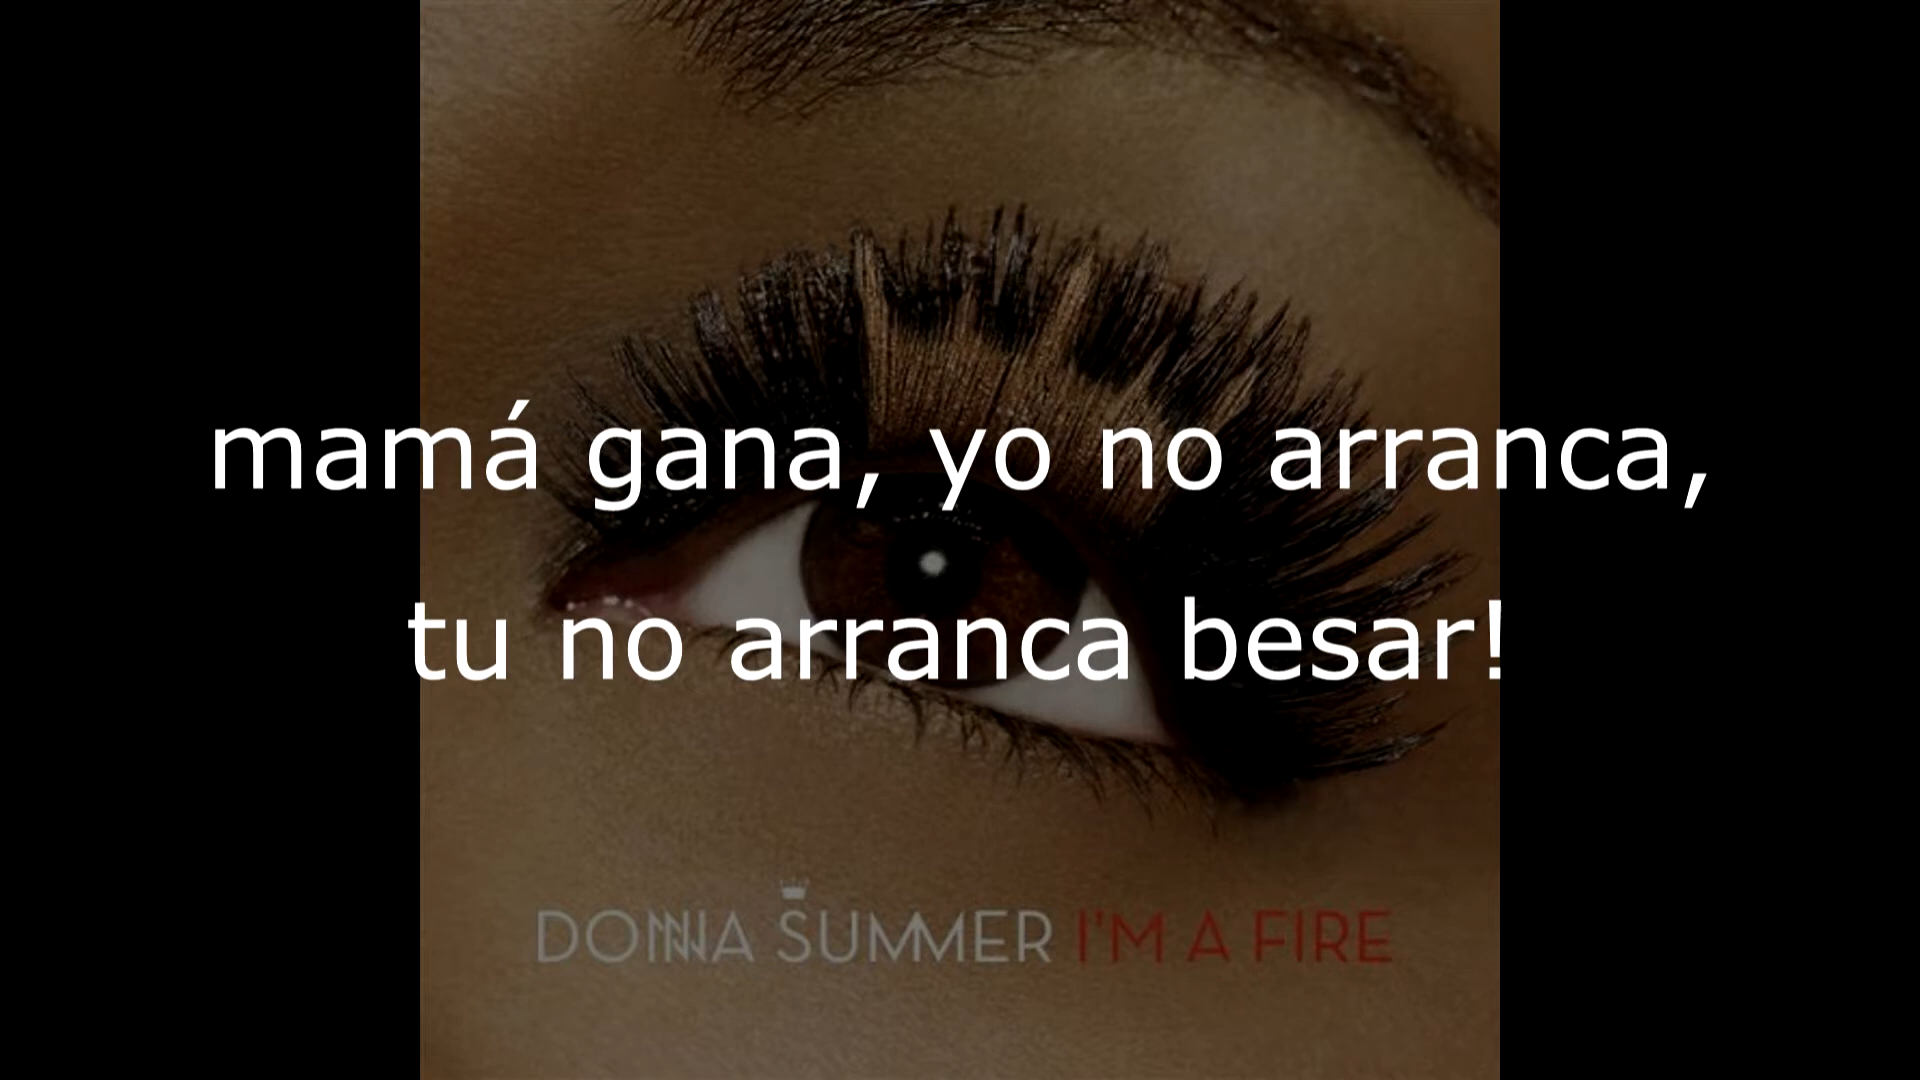 mamá gana, yo no arranca,
tu no arranca besar!
DONNA SUMMER I'M A FIRE